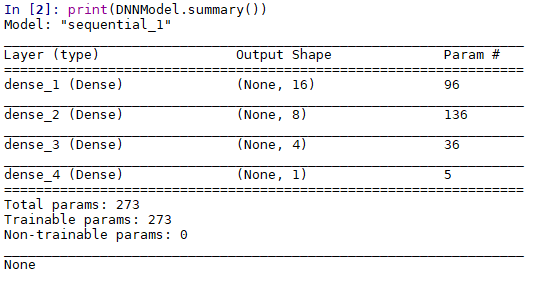 In [2]: print(DNNModel.summary())
Model: "sequential_1"
_________________________________________________________________
Layer (type)                 Output Shape              Param #
=================================================================
dense_1 (Dense)              (None, 16)                96
_________________________________________________________________
dense_2 (Dense)              (None, 8)                 136
_________________________________________________________________
dense_3 (Dense)              (None, 4)                 36
_________________________________________________________________
dense_4 (Dense)              (None, 1)                 5
=================================================================
Total params: 273
Trainable params: 273
Non-trainable params: 0
_________________________________________________________________
None